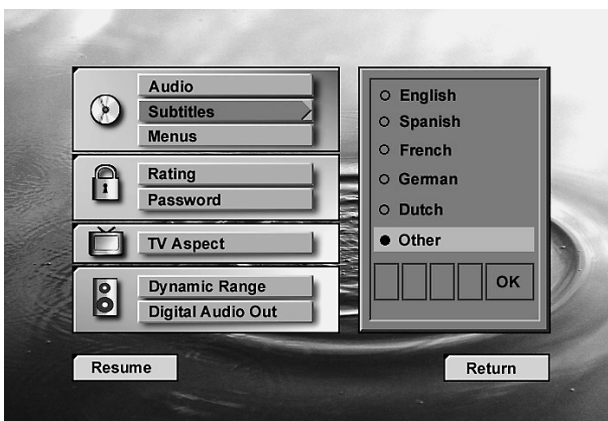 Audio
Subtitles
Menus
Rating
Password
TV Aspect
Dynamic Range
Digital Audio Out
English
Spanish
French
German
Dutch
Other
OK
Resume
Return